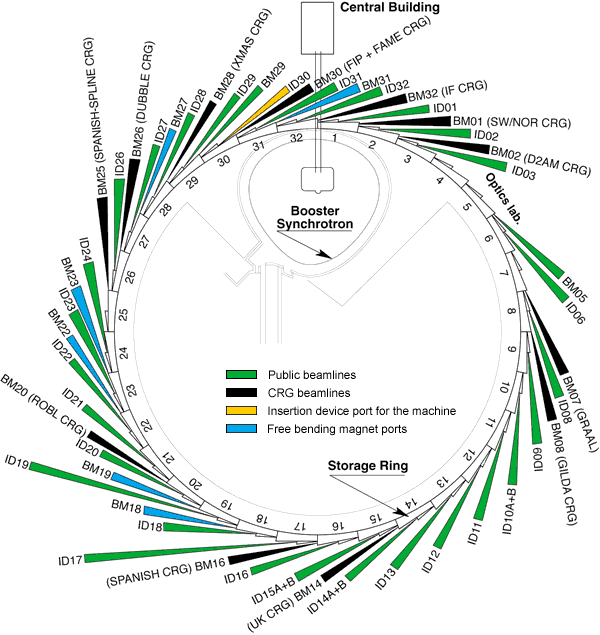 Central Building
BM28 (XMAS CRG)
ID29
BM29
ID30
BM30 (FIP + FAME CRG)
ID31
BM31
ID32
BM32 (IF CRG)
ID01
BM01 (SW/NOR CRG)
ID02
BM02 (D2AM CRG)
ID03
Optics lab.
BM05
ID06
BM07 (GRAAL)
ID08
BM08 (GILDA CRG)
ID09
ID10A+B
ID11
ID12
ID13
ID14A+B
(UK CRG) BM14
ID15A+B
ID16
(SPANISH CRG) BM16
ID17
ID18
BM18
BM19
ID19
ID20
BM20 (ROBL CRG)
ID21
ID22
BM22
ID23
BM23
ID24
BM25 (SPANISH-SPLINE CRG)
ID26
BM26 (DUBBLE CRG)
ID27
BM27
ID28
1
2
3
4
5
6
7
8
9
10
11
12
13
14
15
16
17
18
19
20
21
22
23
24
25
26
27
28
29
30
31
32
Booster
Synchrotron
Public beamlines
CRG beamlines
Insertion device port for the machine
Free bending magnet ports
Storage Ring